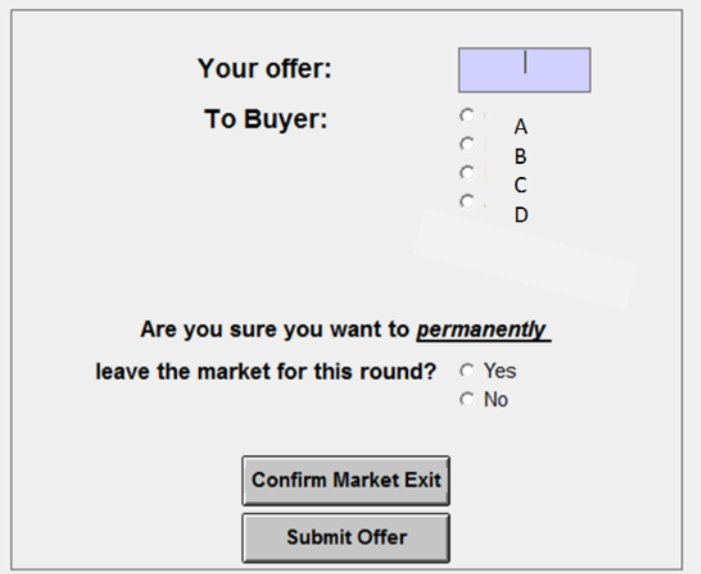 Your offer:
To Buyer:
A
B
C
D
Are you sure you want to permanently
leave the market for this round? Yes
No
Confirm Market Exit
Submit Offer